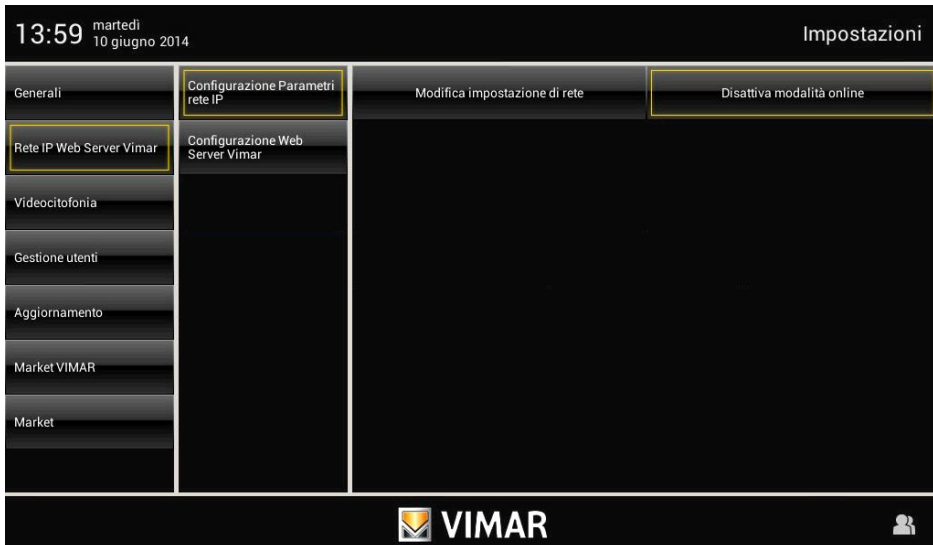 13:59
martedì
10 giugno 2014
Impostazioni
Generali
Rete IP Web Server Vimar
Videocitofonia
Gestione utenti
Aggiornamento
Market VIMAR
Market
Configurazione Parametri
rete IP
Configurazione Web
Server Vimar
Modifica impostazione di rete
Disattiva modalità online
VIMAR